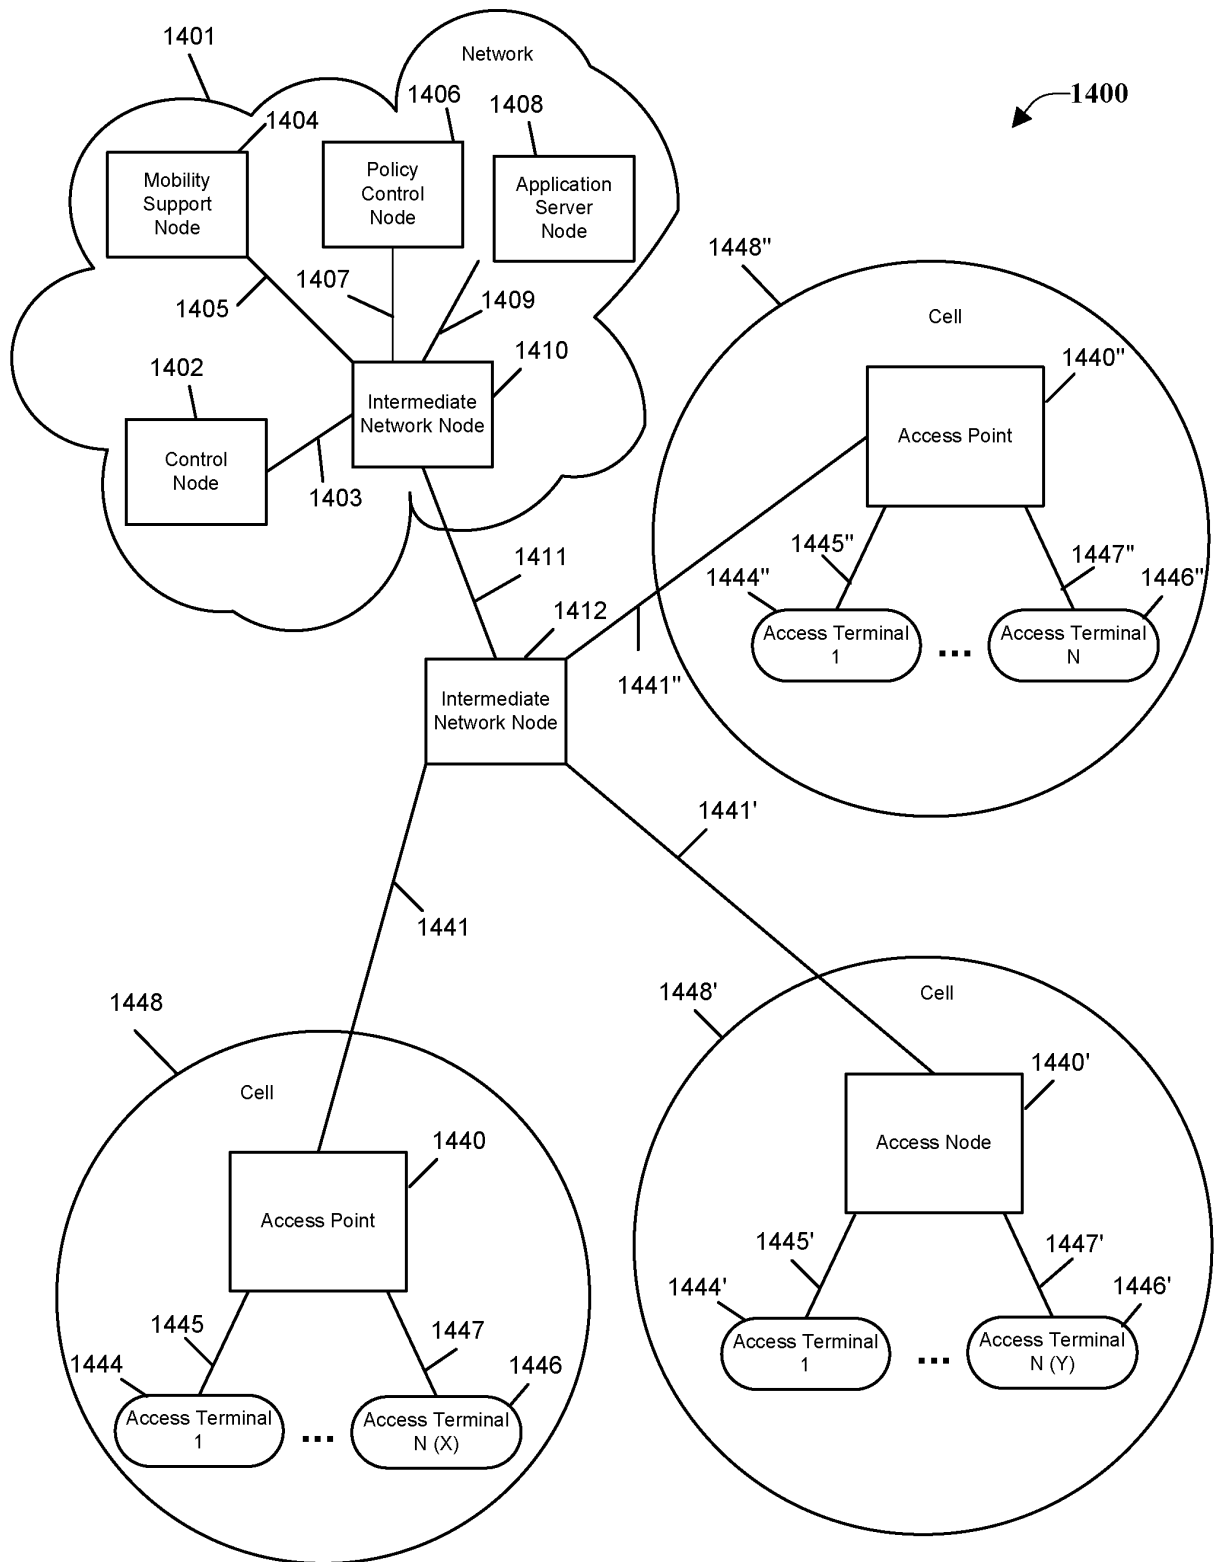 1401
Network
1400
1404
1406
1408
Mobility
Support
Node
Policy
Control
Node
Application
Server
Node
1405
1407
1409
1410
1402
Intermediate
Network Node
Control
Node
1403
1411
1412
Intermediate
Network Node
1448"
Cell
1440"
Access Point
1445"
1447"
1444"
1446"
Access Terminal
1
...
Access Terminal
N
1441"
1441'
1441
1448
Cell
1440
Access Point
1445
1447
1444
1446
Access Terminal
1
...
Access Terminal
N (X)
1448'
Cell
1440'
Access Node
1445'
1447'
1444'
1446'
Access Terminal
1
...
Access Terminal
N (Y)